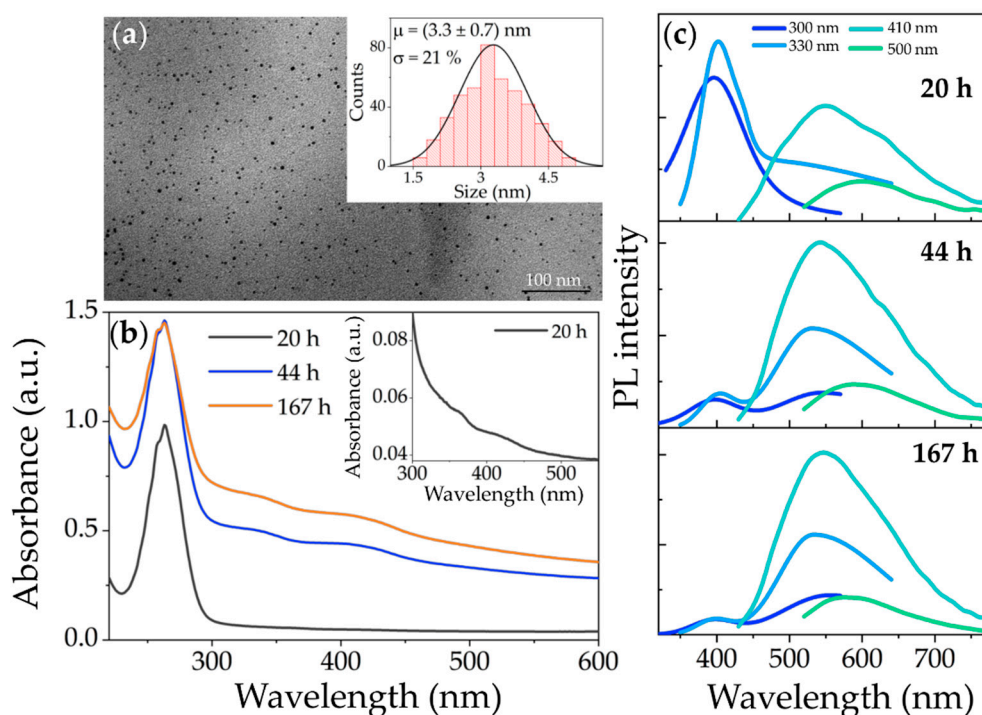 (a)
μ = (3.3 ± 0.7) nm
σ = 21 %
Counts
80
40
0
1.5
3
4.5
Size (nm)
100 nm
(b)
20 h
44 h
167 h
Absorbance (a.u.)
1.5
1.0
0.5
0.0
300
400
500
600
Wavelength (nm)
20 h
Absorbance (a.u.)
0.08
0.06
0.04
300
400
500
Wavelength (nm)
(c)
300 nm
410 nm
330 nm
500 nm
20 h
44 h
167 h
PL intensity
400
500
600
700
Wavelength (nm)